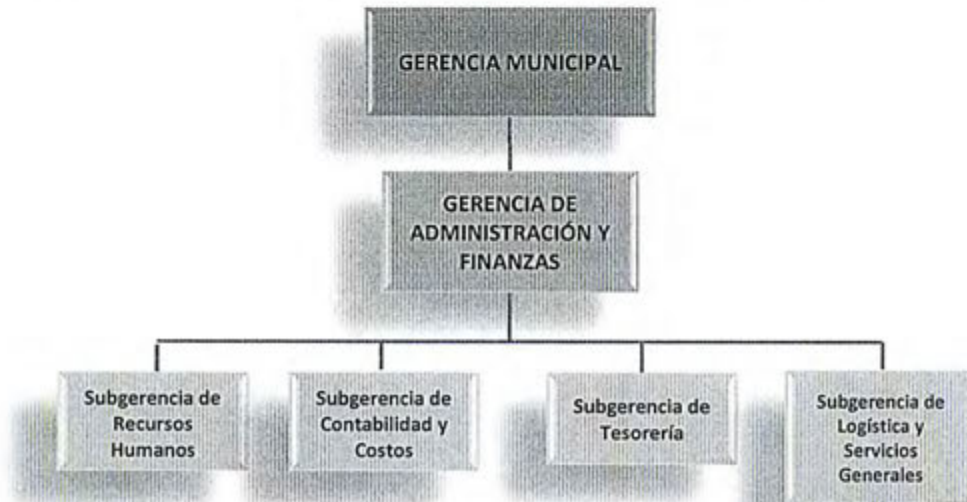 GERENCIA MUNICIPAL
GERENCIA DE
ADMINISTRACIÓN Y
FINANZAS
Subgerencia de
Recursos
Humanos
Subgerencia de
Contabilidad y
Costos
Subgerencia de
Tesorería
Subgerencia de
Logística y
Servicios
Generales